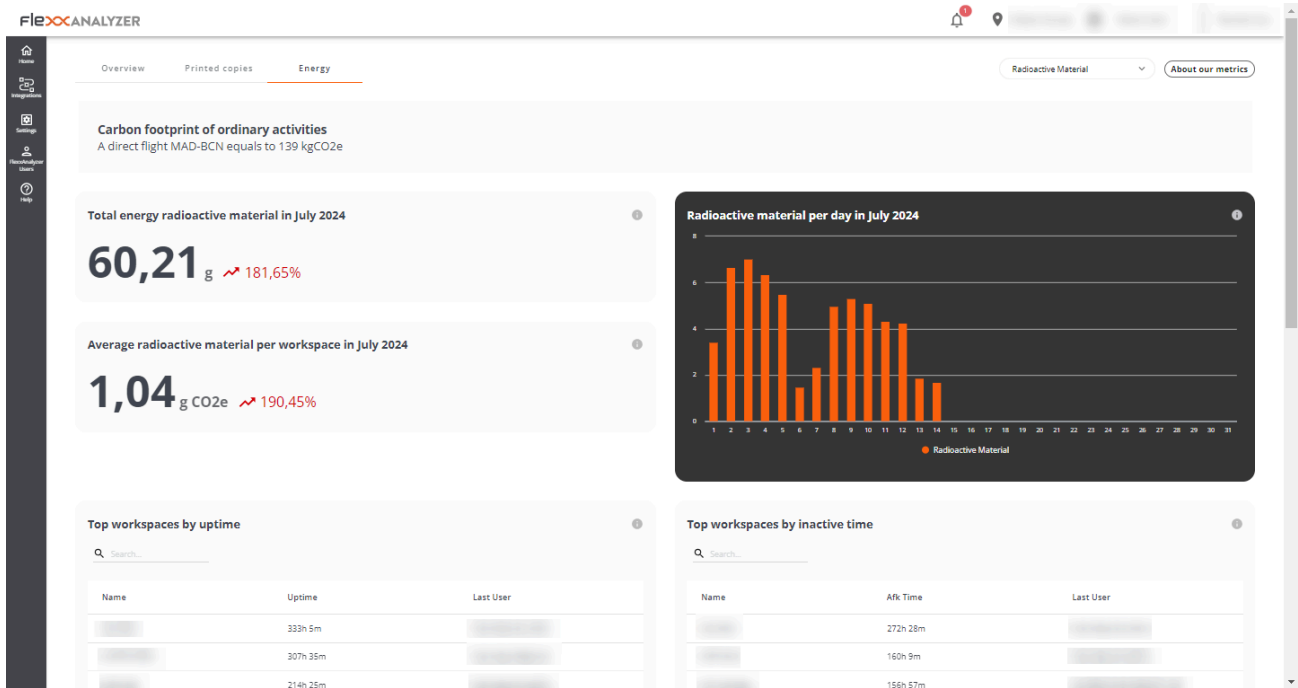 FlexxANALYZER
1
Home
Integrations
Settings
FlexxAnalyzer
Users
Help
Overview
Printed copies
Energy
Radioactive Material
About our metrics
Carbon footprint of ordinary activities
A direct flight MAD-BCN equals to 139 kgCO2e
Total energy radioactive material in July 2024
60,21 g 181,65%
Average radioactive material per workspace in July 2024
1,04 g CO2e 190,45%
Radioactive material per day in July 2024
8
6
4
2
0
1 2 3 4 5 6 7 8 9 10 11 12 13 14 15 16 17 18 19 20 21 22 23 24 25 26 27 28 29 30 31
Radioactive Material
Top workspaces by uptime
Search...
Name Uptime Last User
333h 5m
307h 35m
214h 25m
Top workspaces by inactive time
Search...
Name Afk Time Last User
272h 28m
160h 9m
156h 57m